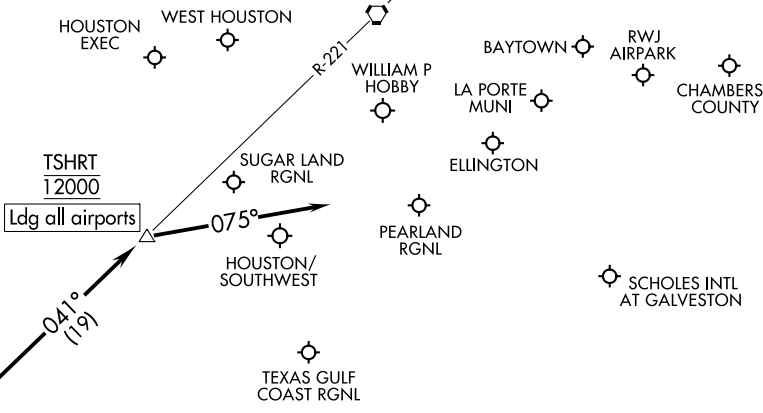 HOUSTON
EXEC
WEST HOUSTON
R-221
WILLIAM P
HOBBY
BAYTOWN
RWJ
AIRPARK
LA PORTE
MUNI
CHAMBERS
COUNTY
ELLINGTON
TSHRT
12000
Ldg all airports
SUGAR LAND
RGNL
075°
HOUSTON/
SOUTHWEST
PEARLAND
RGNL
SCHOLES INTL
AT GALVESTON
041°
(19)
TEXAS GULF
COAST RGNL